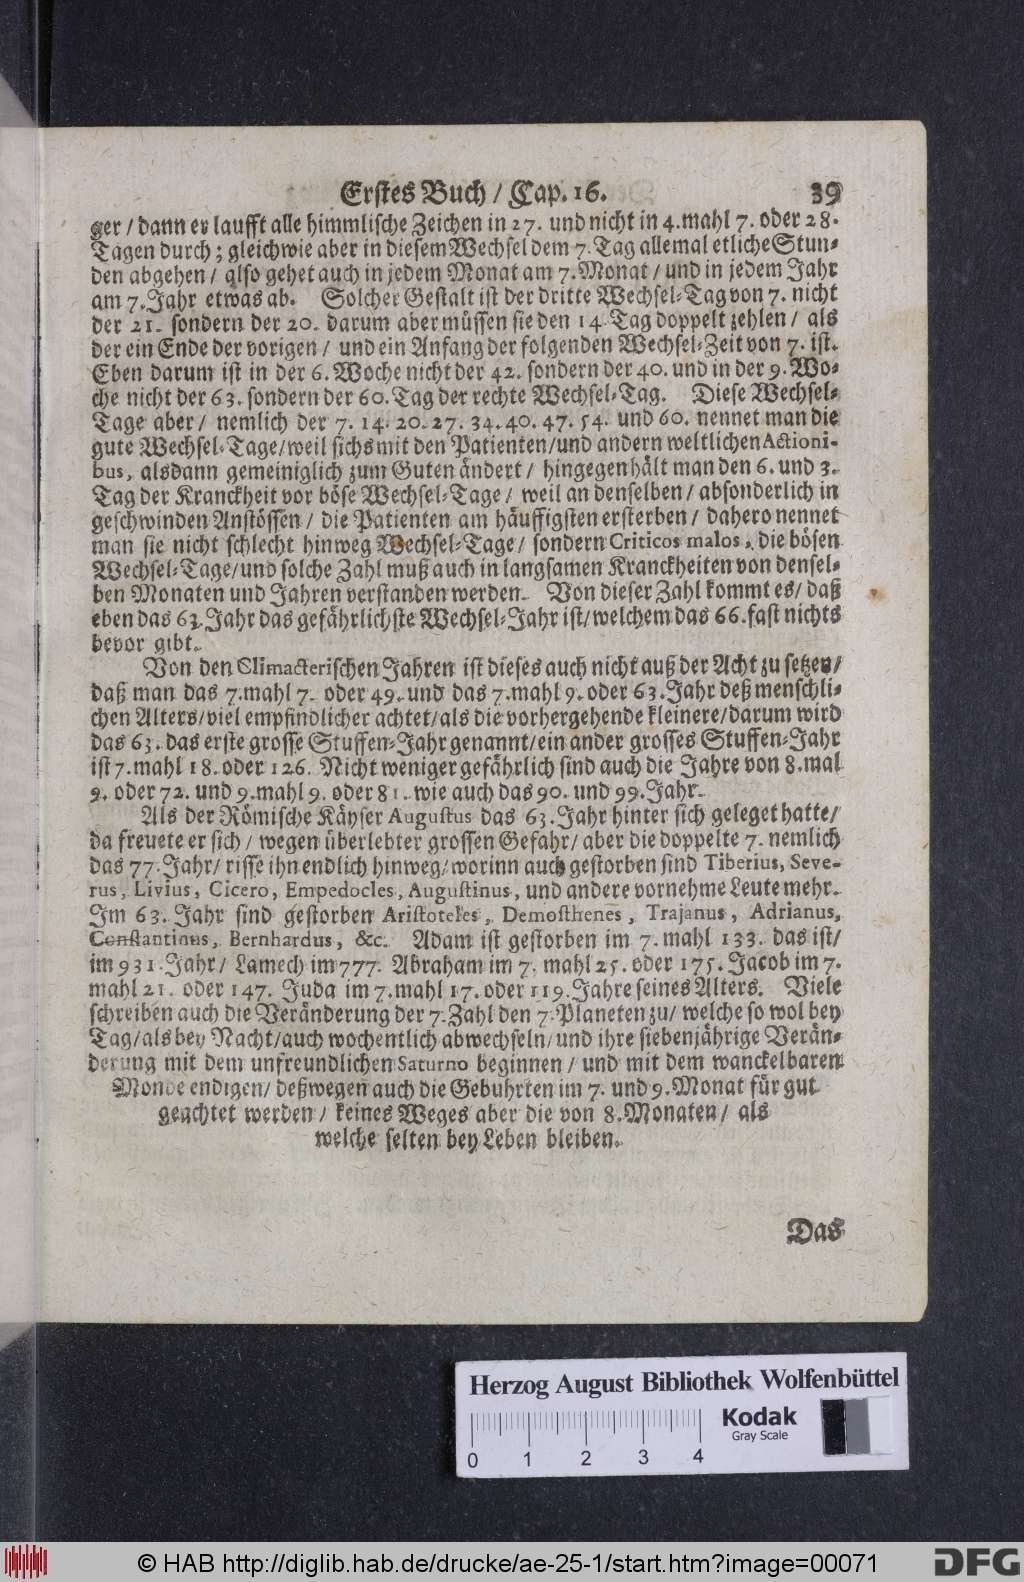 Erstes Buch / Cap. 16. 39
ger / dann er laufft alle himmlische Zeichen in 27. und nicht in 4. mahl 7. oder 28.
Tagen durch; gleichwie aber in diesem Wechsel dem 7. Tag allemal etliche Stun-
den abgehen / also gehet auch in jedem Monat am 7. Monat / und in jedem Jahr
am 7. Jahr etwas ab. Solcher Gestalt ist der dritte Wechsel-Tag von 7. nicht
der 21. sondern der 20. darum aber müssen sie den 14. Tag doppelt zehlen / als
der ein Ende der vorigen / und ein Anfang der folgenden Wechsel-Zeit von 7. ist.
Eben darum ist in der 6. Woche nicht der 42. sondern der 40. und in der 9. Wo-
che nicht der 63. sondern der 60. Tag der rechte Wechsel-Tag. Diese Wechsel-
Tage aber / nemlich der 7. 14. 20. 27. 34. 40. 47. 54. und 60. nennet man die
gute Wechsel-Tage / weil sichs mit den Patienten / und andern weltlichen Actioni-
bus, alsdann gemeiniglich zum Guten ändert / hingegen hält man den 6. und 3.
Tag der Kranckheit vor böse Wechsel-Tage / weil an denselben / absonderlich in
geschwinden Anstössen / die Patienten am häuffigsten ersterben / dahero nennet
man sie nicht schlecht hinweg Wechsel-Tage / sondern Criticos malos, die bösen
Wechsel-Tage / und solche Zahl muß auch in langsamen Kranckheiten von densel-
ben Monaten und Jahren verstanden werden. Von dieser Zahl kommt es / daß
eben das 63. Jahr das gefährlichste Wechsel-Jahr ist / welchem das 66. fast nichts
bevor gibt.
Von den Climacterischen Jahren ist dieses auch nicht auß der Acht zu setzen /
daß man das 7. mahl 7. oder 49. und das 7. mahl 9. oder 63. Jahr deß menschli-
chen Alters / viel empfindlicher achtet / als die vorhergehende kleinere / darum wird
das 63. das erste grosse Stuffen-Jahr genannt / ein ander grosses Stuffen-Jahr
ist 7. mahl 18. oder 126. Nicht weniger gefährlich sind auch die Jahre von 8. mal
9. oder 72. und 9. mahl 9. oder 81. wie auch das 90. und 99. Jahr.
Als der Römische Käyser Augustus das 63. Jahr hinter sich geleget hatte /
da freuete er sich / wegen überlebter grossen Gefahr / aber die doppelte 7. nemlich
das 77. Jahr / risse ihn endlich hinweg / worinn auch gestorben sind Tiberius, Seve-
rus, Livius, Cicero, Empedocles, Augustinus, und andere vornehme Leute mehr.
Im 63. Jahr sind gestorben Aristoteles, Demosthenes, Trajanus, Adrianus,
Constantinus, Bernhardus, &c. Adam ist gestorben im 7. mahl 133. das ist /
im 931. Jahr / Lamech im 777. Abraham im 7. mahl 25. oder 175. Jacob im 7.
mahl 21. oder 147. Juda im 7. mahl 17. oder 119. Jahre seines Alters. Viele
schreiben auch die Veränderung der 7. Zahl den 7. Planeten zu / welche so wol bey
Tag / als bey Nacht / auch wochentlich abwechseln / und ihre siebenjährige Verän-
derung mit dem unfreundlichen Saturno beginnen / und mit dem wanckelbaren
Monde endigen / deßwegen auch die Gebuhrten im 7. und 9. Monat für gut
geachtet werden / keines Weges aber die von 8. Monaten / als
welche selten bey Leben bleiben.
Das
Herzog August Bibliothek Wolfenbüttel
Kodak
Gray Scale
0 1 2 3 4
© HAB http://diglib.hab.de/drucke/ae-25-1/start.htm?image=00071
DFG